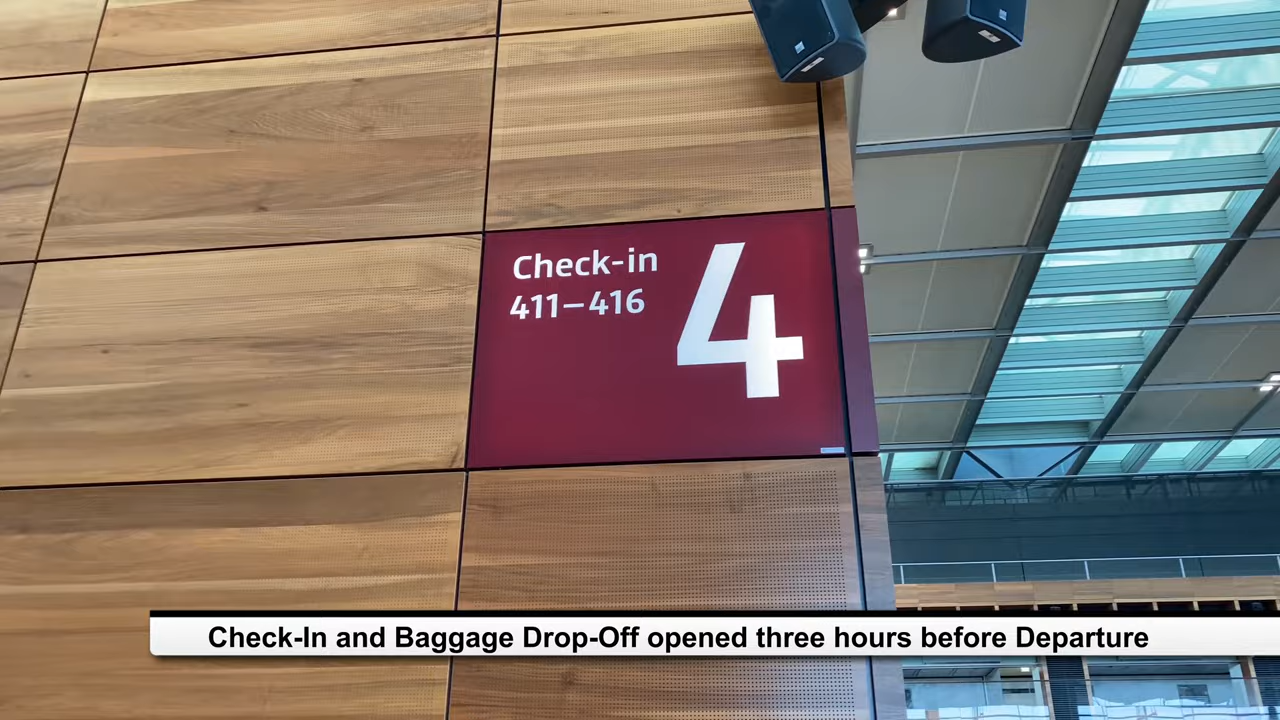 Check-in
411–416
4
Check-In and Baggage Drop-Off opened three hours before Departure